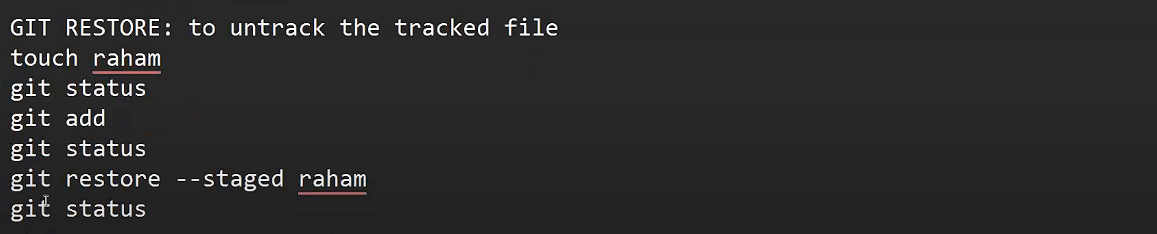 GIT RESTORE: to untrack the tracked file
touch raham
git status
git add
git status
git restore --staged raham
git status